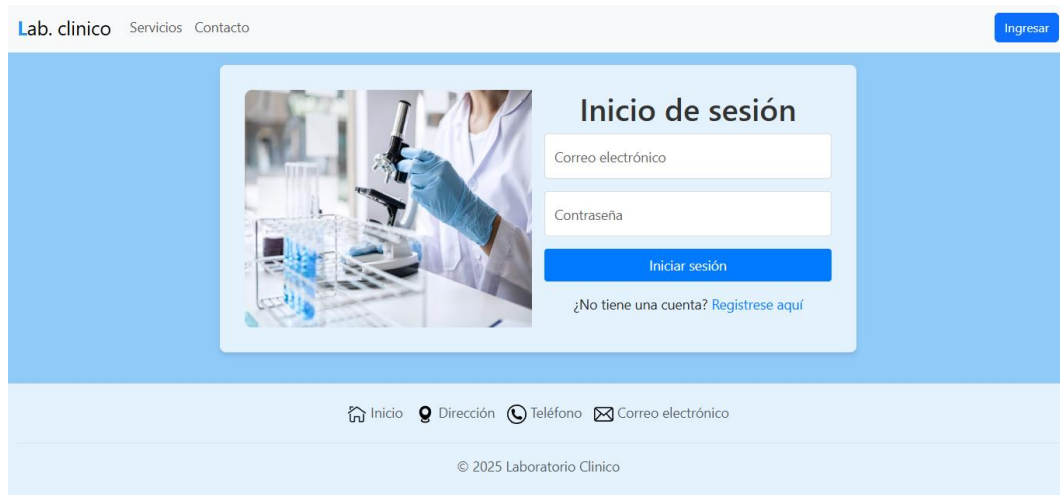 Lab. clinico Servicios Contacto Ingresar
Inicio de sesión
Correo electrónico
Contraseña
Iniciar sesión
¿No tiene una cuenta? Registrese aquí
Inicio Dirección Teléfono Correo electrónico
© 2025 Laboratorio Clinico